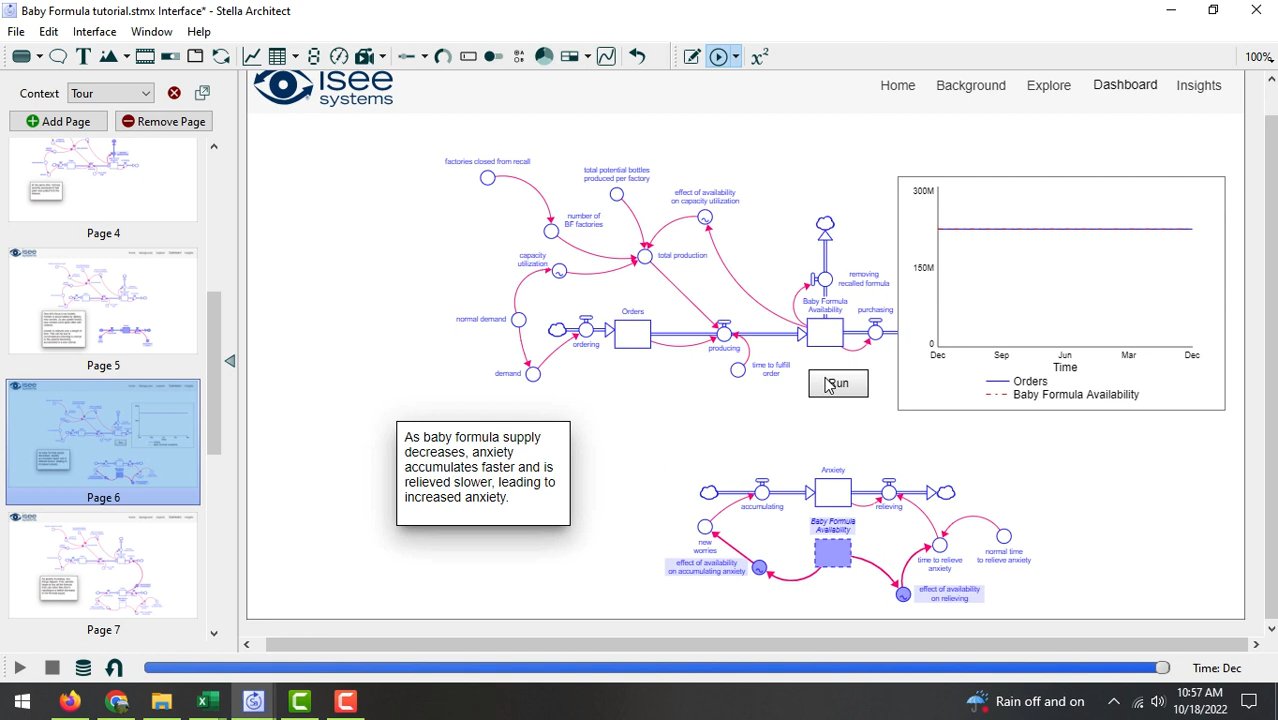 Baby Formula tutorial.stmx Interface* - Stella Architect
File Edit Interface Window Help
100%
Context Tour
Add Page Remove Page
Page 4
Page 5
Page 6
Page 7
isee
systems
Home Background Explore Dashboard Insights
factories closed from recall
total potential bottles
produced per factory
effect of availability
on capacity utilization
number of
BF factories
capacity
utilization
total production
removing
recalled formula
Baby Formula
Availability
purchasing
normal demand
Orders
ordering
producing
demand
time to fulfill
order
Run
300M
150M
0
Dec Sep Jun Mar Dec
Time
Orders
Baby Formula Availability
As baby formula supply
decreases, anxiety
accumulates faster and is
relieved slower, leading to
increased anxiety.
Anxiety
accumulating
relieving
Baby Formula
Availability
new
worries
effect of availability
on accumulating anxiety
time to relieve
anxiety
normal time
to relieve anxiety
effect of availability
on relieving
Time: Dec
Rain off and on
10:57 AM
10/18/2022